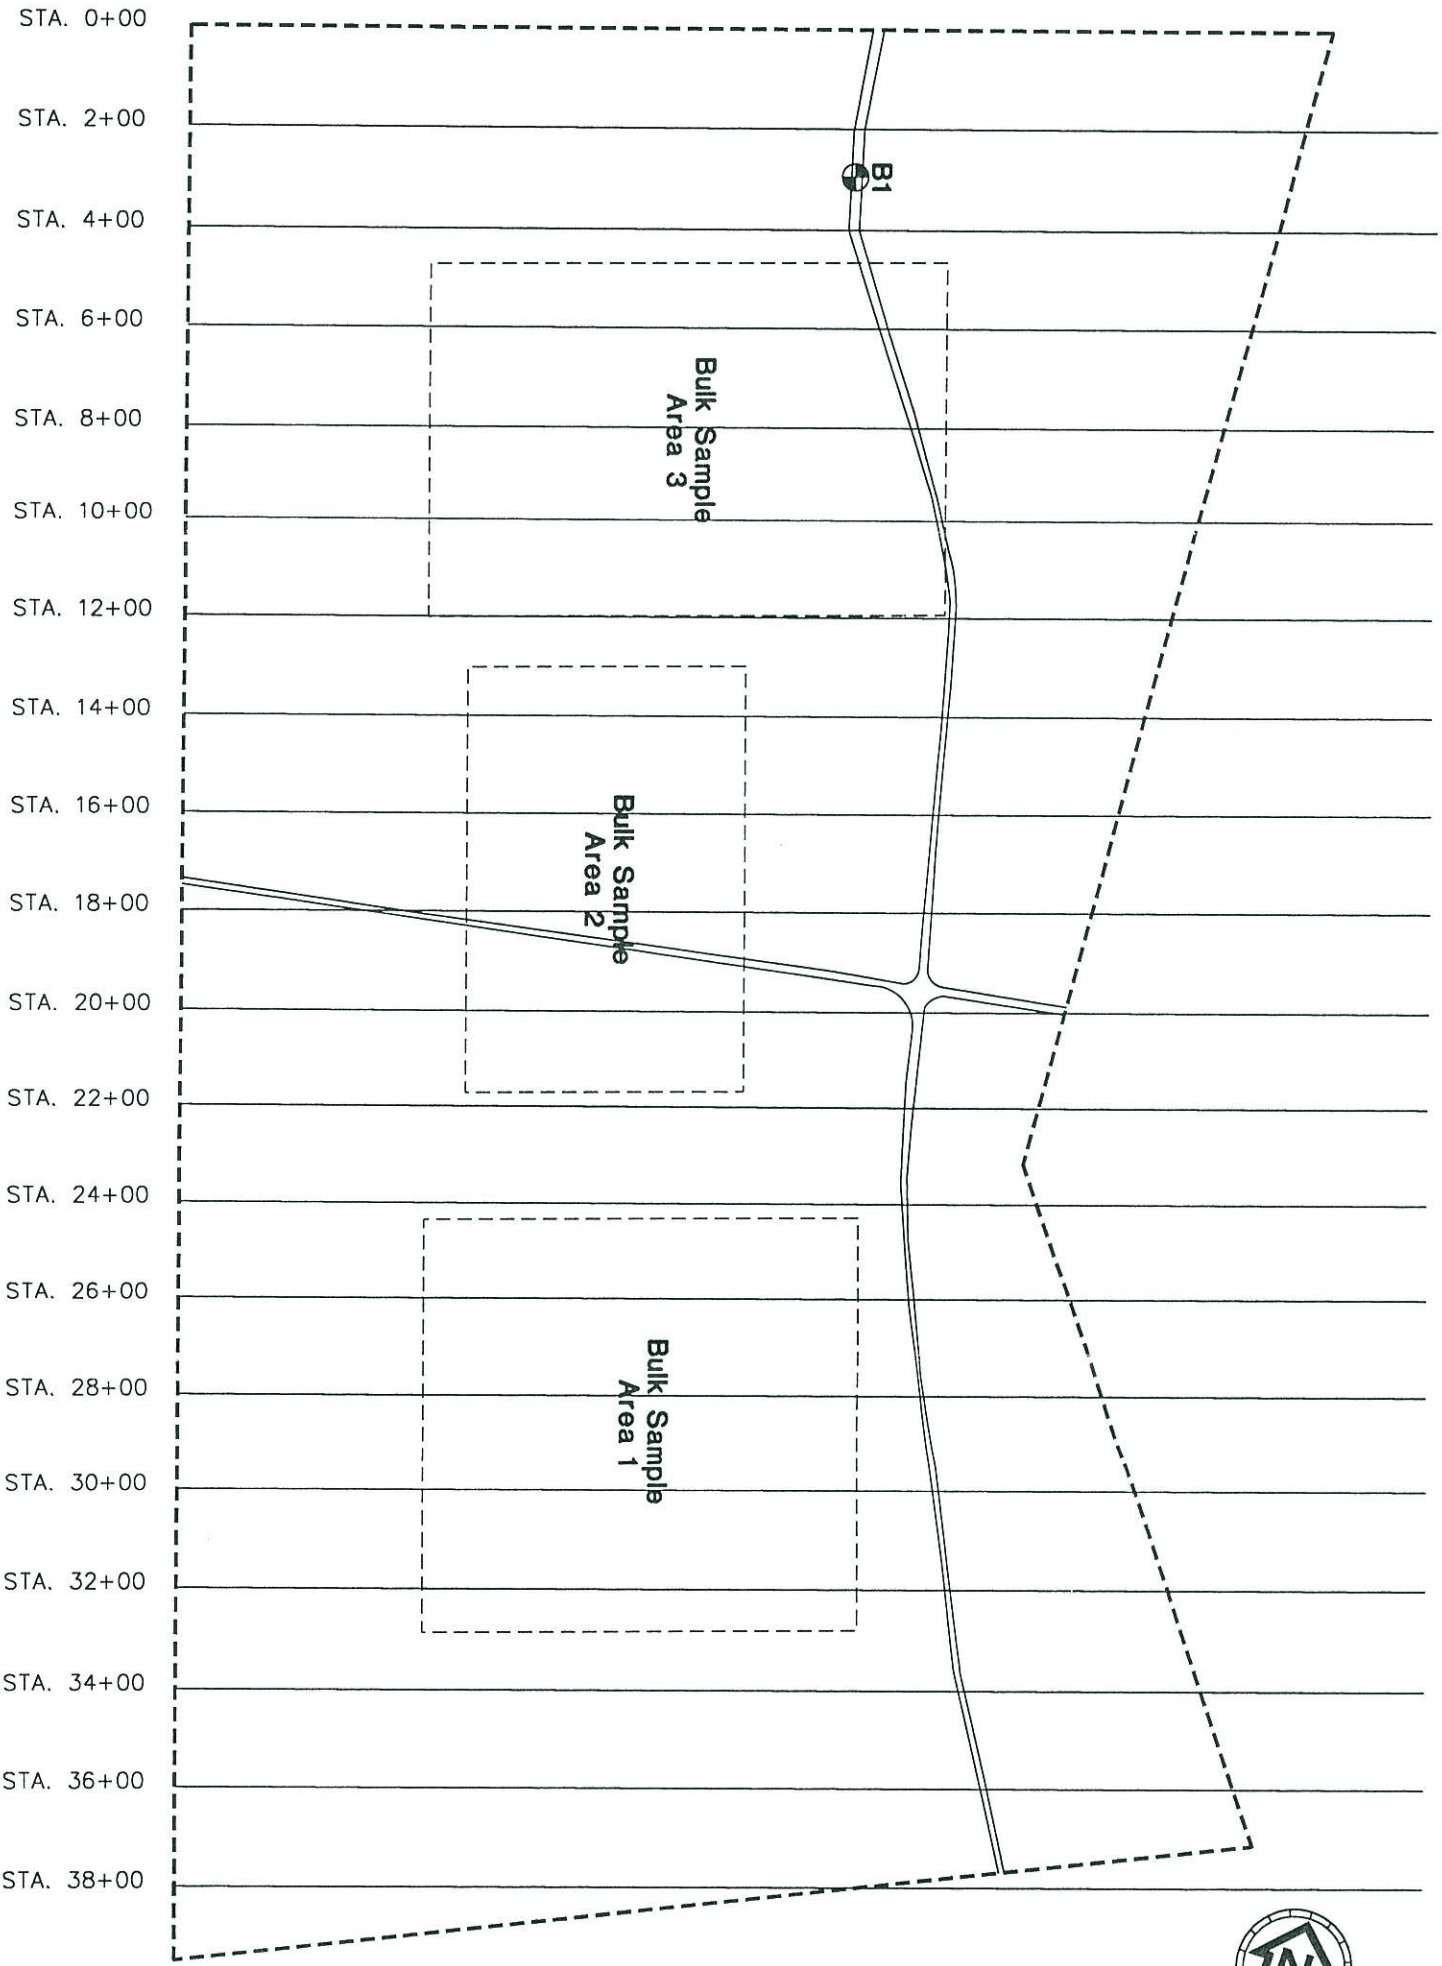 STA. 0+00
STA. 2+00
B1
STA. 4+00
STA. 6+00
Bulk Sample
Area 3
STA. 8+00
STA. 10+00
STA. 12+00
STA. 14+00
STA. 16+00
Bulk Sample
Area 2
STA. 18+00
STA. 20+00
STA. 22+00
STA. 24+00
STA. 26+00
Bulk Sample
Area 1
STA. 28+00
STA. 30+00
STA. 32+00
STA. 34+00
STA. 36+00
STA. 38+00
N